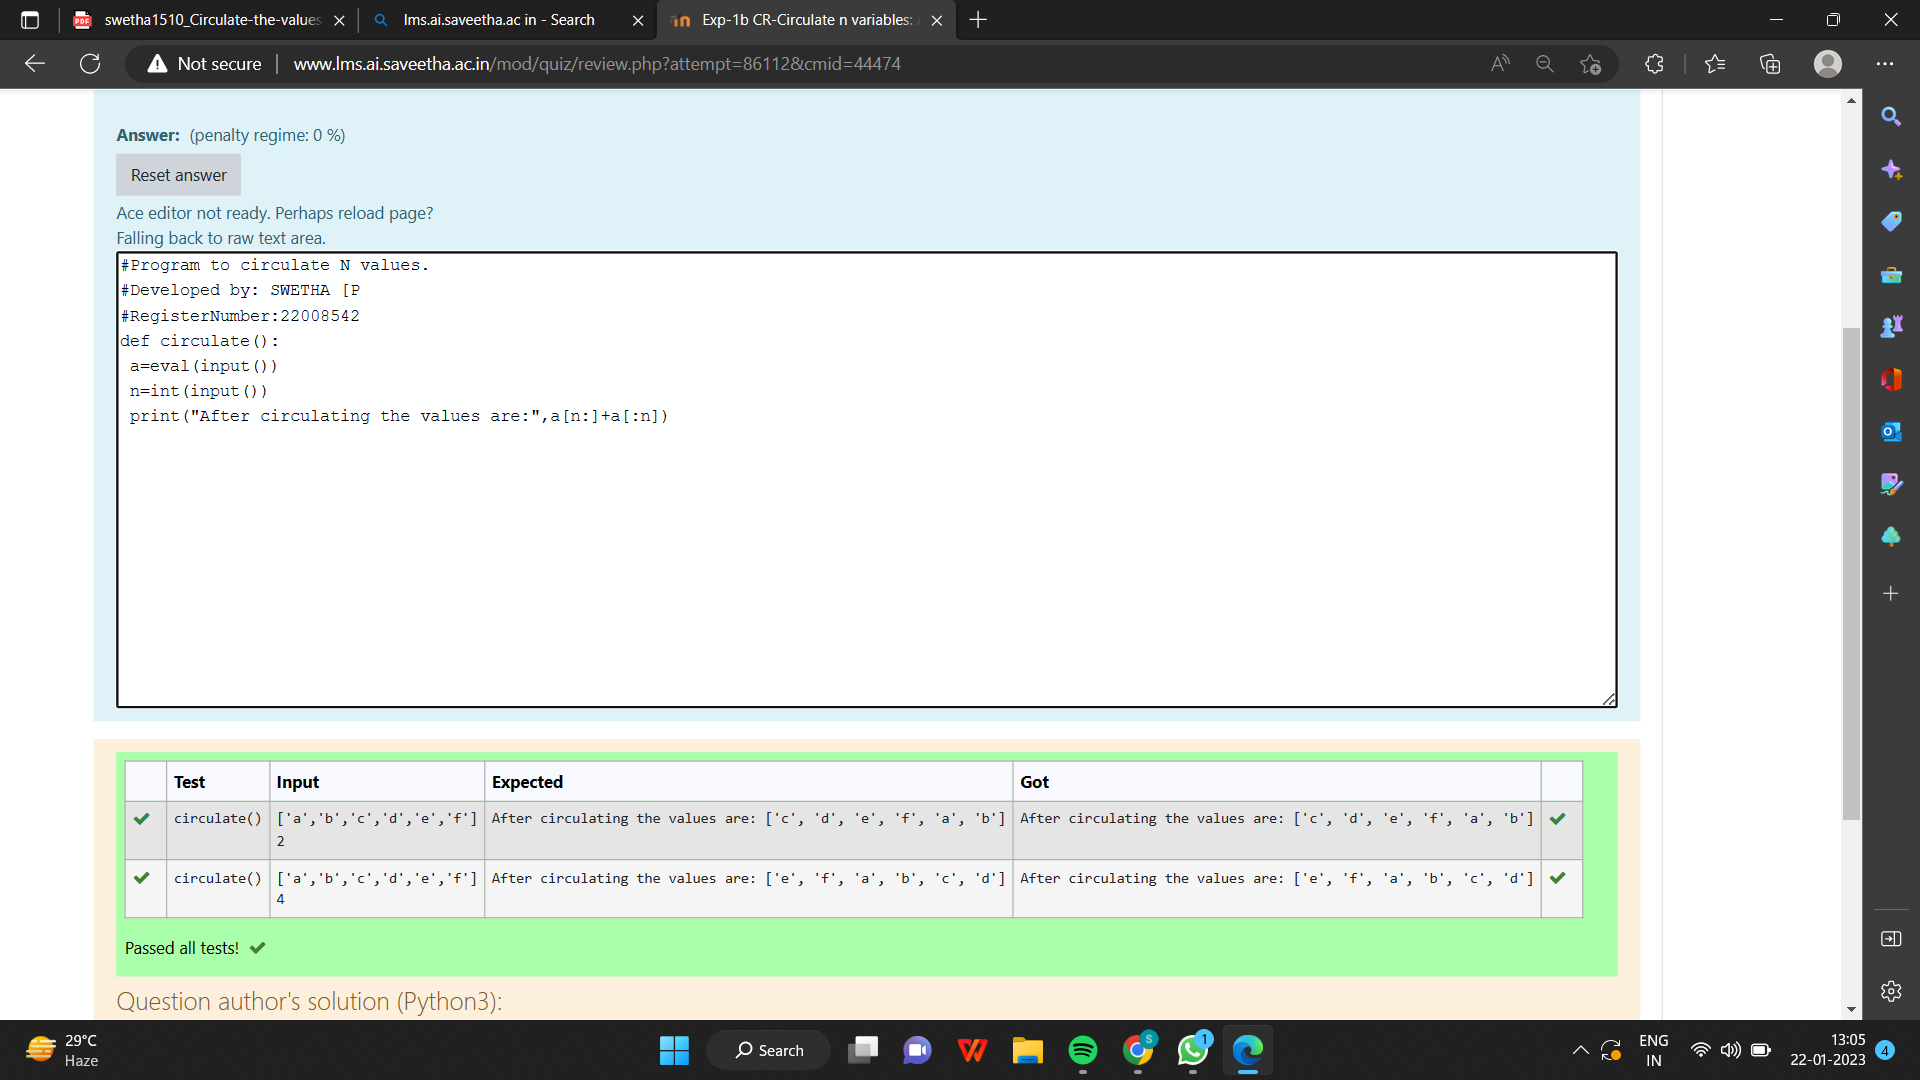 swetha1510_Circulate-the-values
lms.ai.saveetha.ac in - Search
Exp-1b CR-Circulate n variables:
Not secure
www.lms.ai.saveetha.ac.in/mod/quiz/review.php?attempt=86112&cmid=44474
Answer: (penalty regime: 0 %)
Reset answer
Ace editor not ready. Perhaps reload page?
Falling back to raw text area.
#Program to circulate N values.
#Developed by: SWETHA [P
#RegisterNumber:22008542
def circulate():
 a=eval(input())
 n=int(input())
 print("After circulating the values are:",a[n:]+a[:n])
Test Input Expected Got
circulate() ['a','b','c','d','e','f'] After circulating the values are: ['c', 'd', 'e', 'f', 'a', 'b'] After circulating the values are: ['c', 'd', 'e', 'f', 'a', 'b']
2
circulate() ['a','b','c','d','e','f'] After circulating the values are: ['e', 'f', 'a', 'b', 'c', 'd'] After circulating the values are: ['e', 'f', 'a', 'b', 'c', 'd']
4
Passed all tests!
Question author's solution (Python3):
29°C
Haze
Search
S
1
ENG
IN
13:05
22-01-2023
4